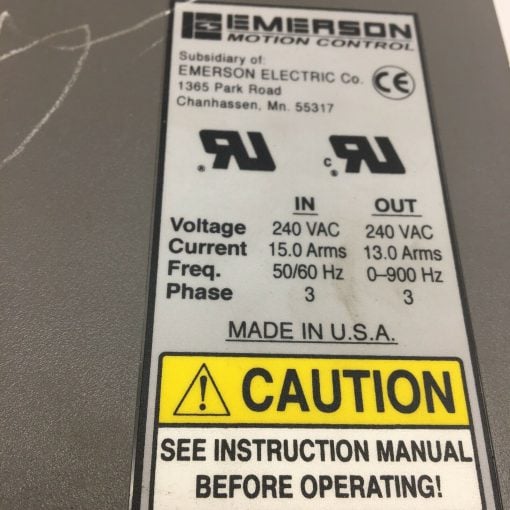 EMERSON
MOTION CONTROL
Subsidiary of:
EMERSON ELECTRIC Co.
1365 Park Road
Chanhassen, Mn. 55317
CE
RU
c RU
IN OUT
Voltage 240 VAC 240 VAC
Current 15.0 Arms 13.0 Arms
Freq. 50/60 Hz 0–900 Hz
Phase 3 3
MADE IN U.S.A.
CAUTION
SEE INSTRUCTION MANUAL
BEFORE OPERATING!